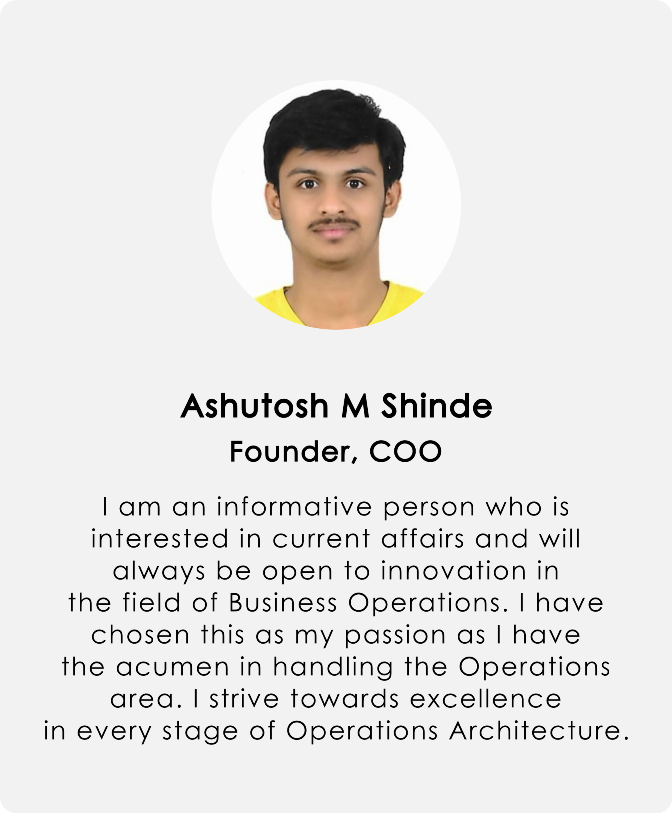 Ashutosh M Shinde
Founder, COO
I am an informative person who is
interested in current affairs and will
always be open to innovation in
the field of Business Operations. I have
chosen this as my passion as I have
the acumen in handling the Operations
area. I strive towards excellence
in every stage of Operations Architecture.